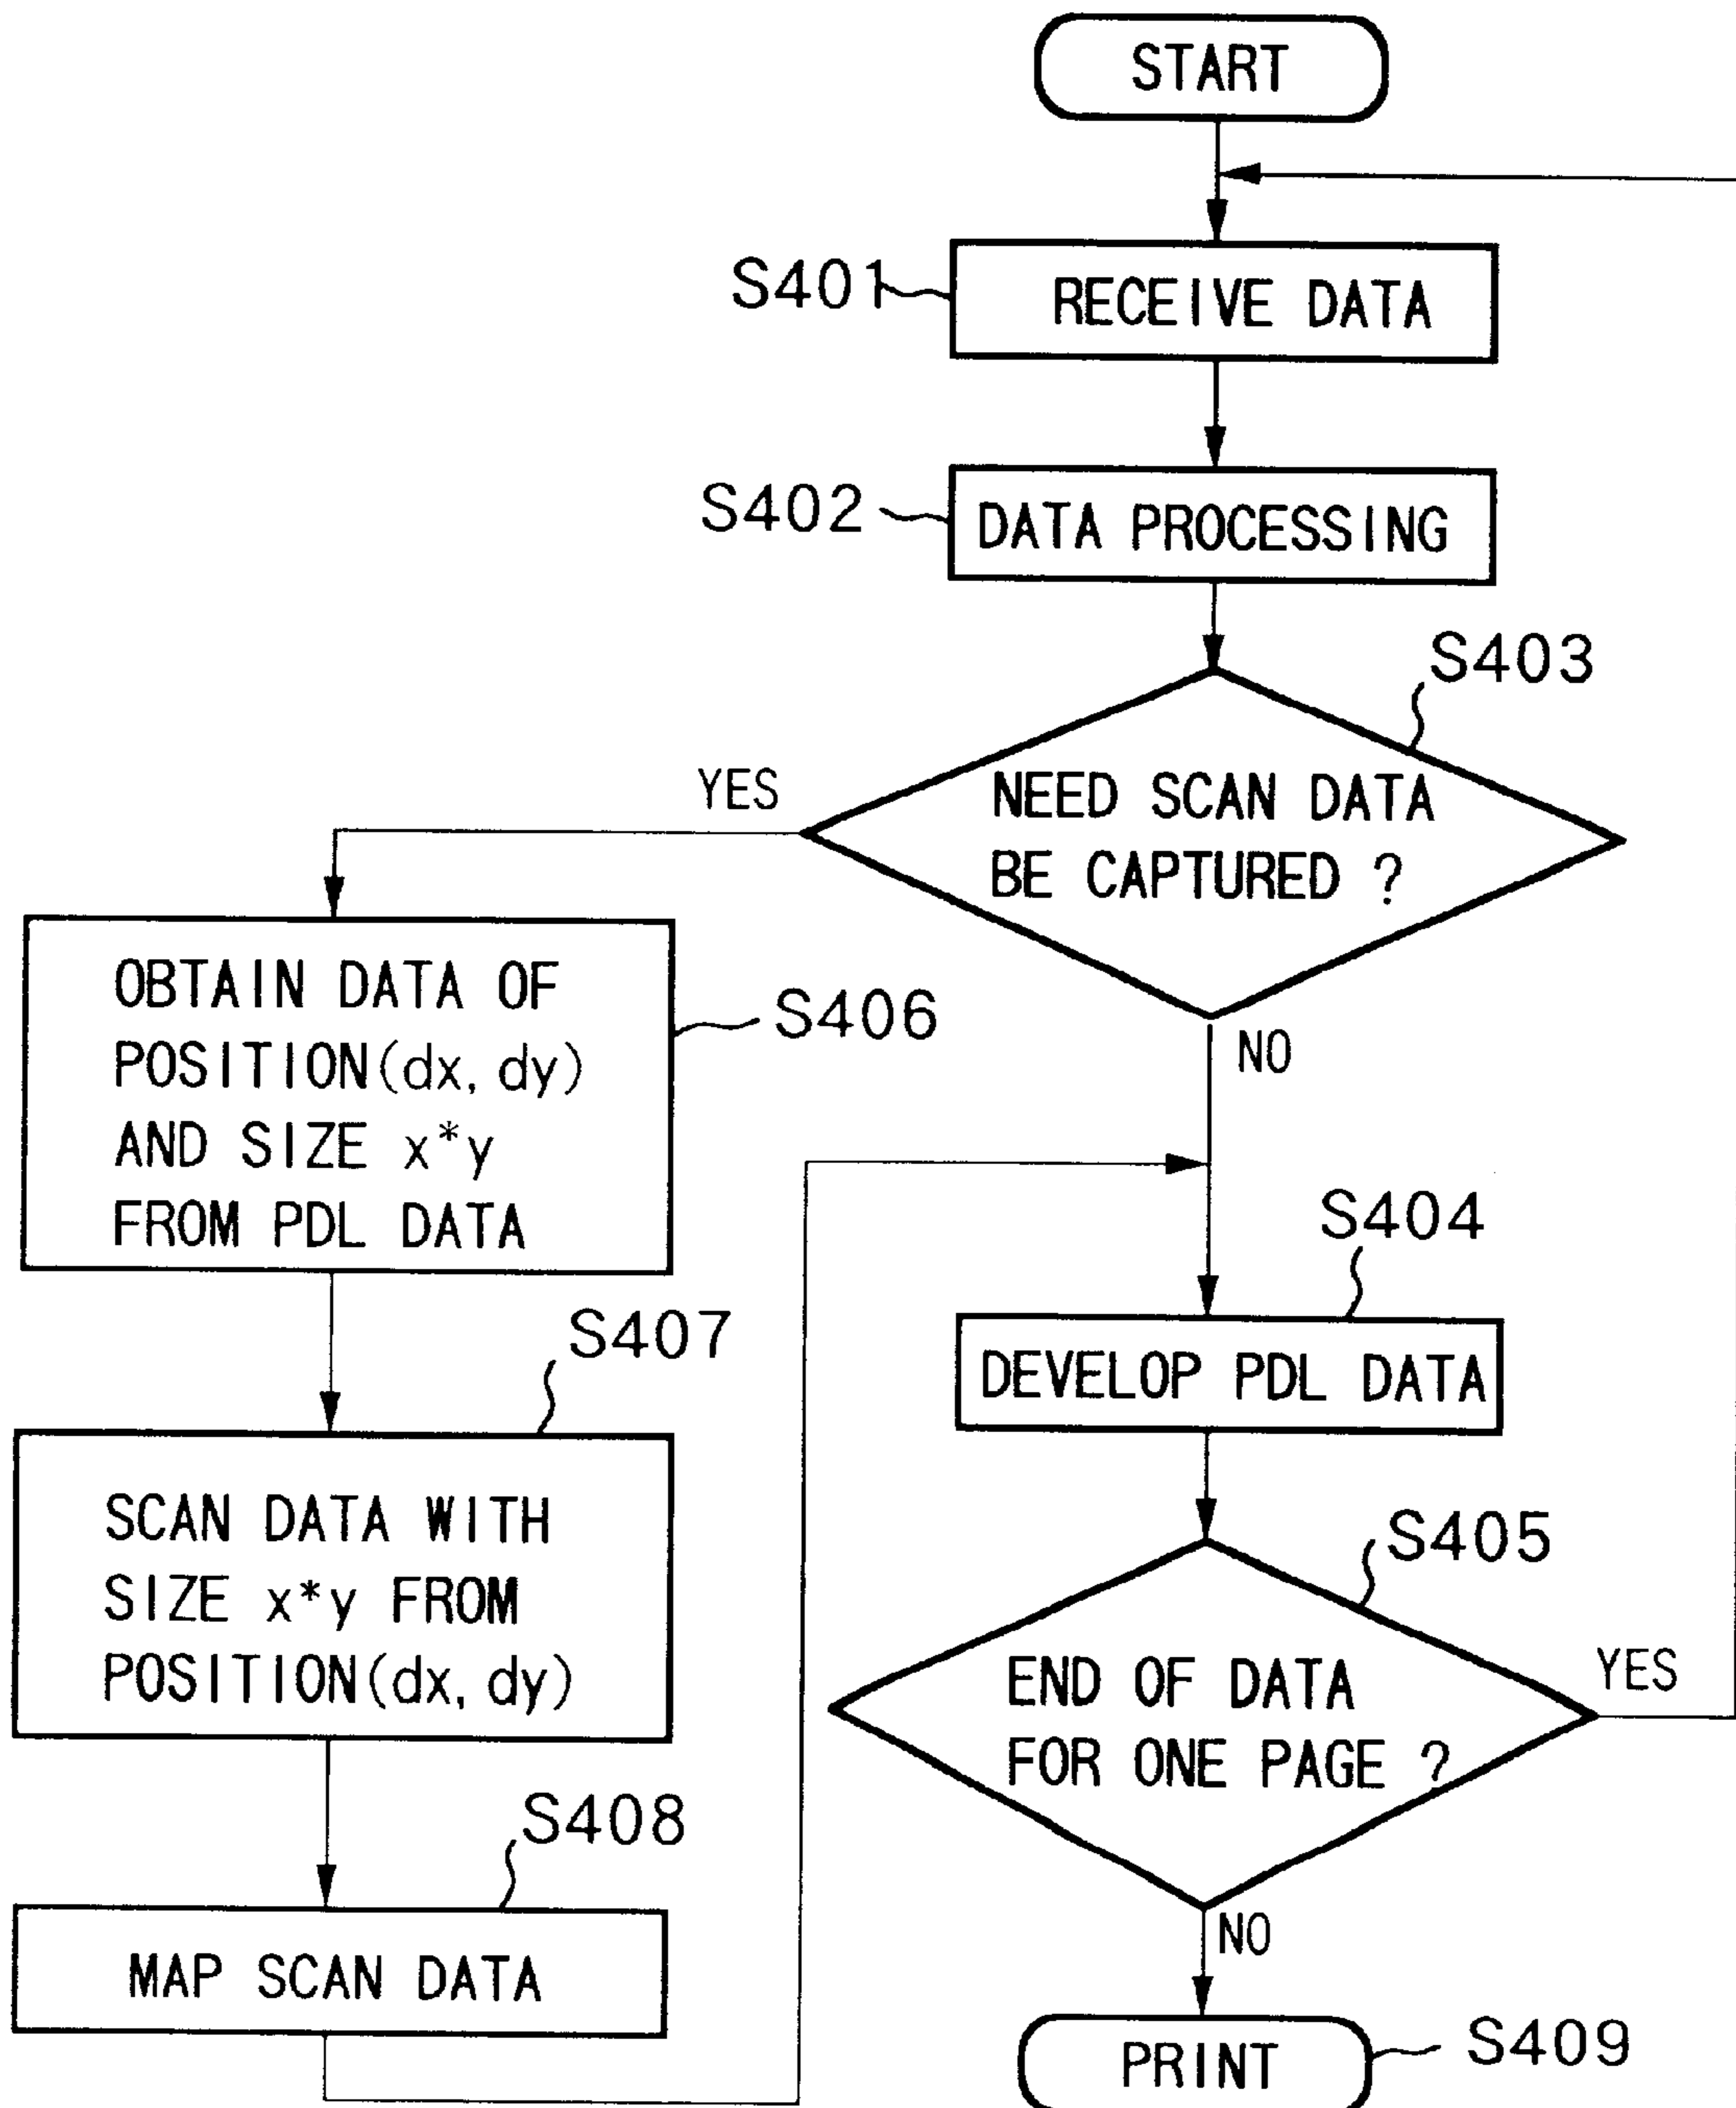 START
S401
RECEIVE DATA
S402
DATA PROCESSING
S403
NEED SCAN DATA
BE CAPTURED ?
YES
NO
OBTAIN DATA OF
POSITION(dx, dy)
AND SIZE x*y
FROM PDL DATA
S406
S404
DEVELOP PDL DATA
S407
SCAN DATA WITH
SIZE x*y FROM
POSITION(dx, dy)
S405
END OF DATA
FOR ONE PAGE ?
YES
NO
S408
MAP SCAN DATA
PRINT
S409